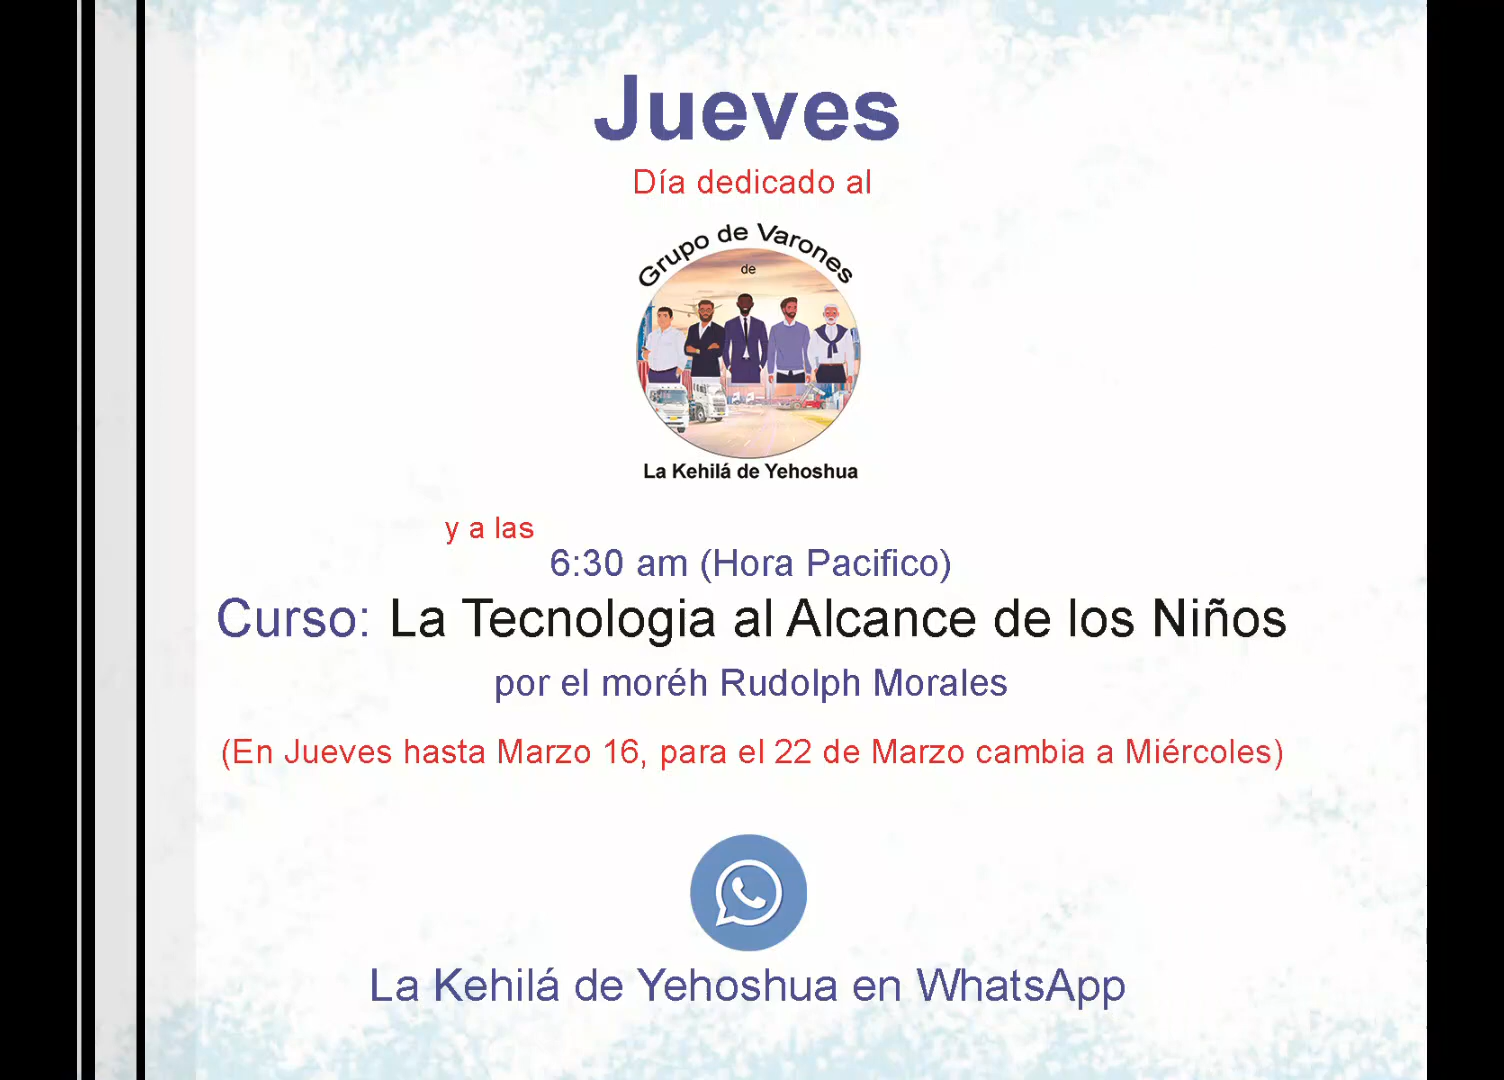 Jueves
Día dedicado al
Grupo de Varones
de
La Kehilá de Yehoshua
y a las
6:30 am (Hora Pacifico)
Curso: La Tecnologia al Alcance de los Niños
por el moréh Rudolph Morales
(En Jueves hasta Marzo 16, para el 22 de Marzo cambia a Miércoles)
La Kehilá de Yehoshua en WhatsApp